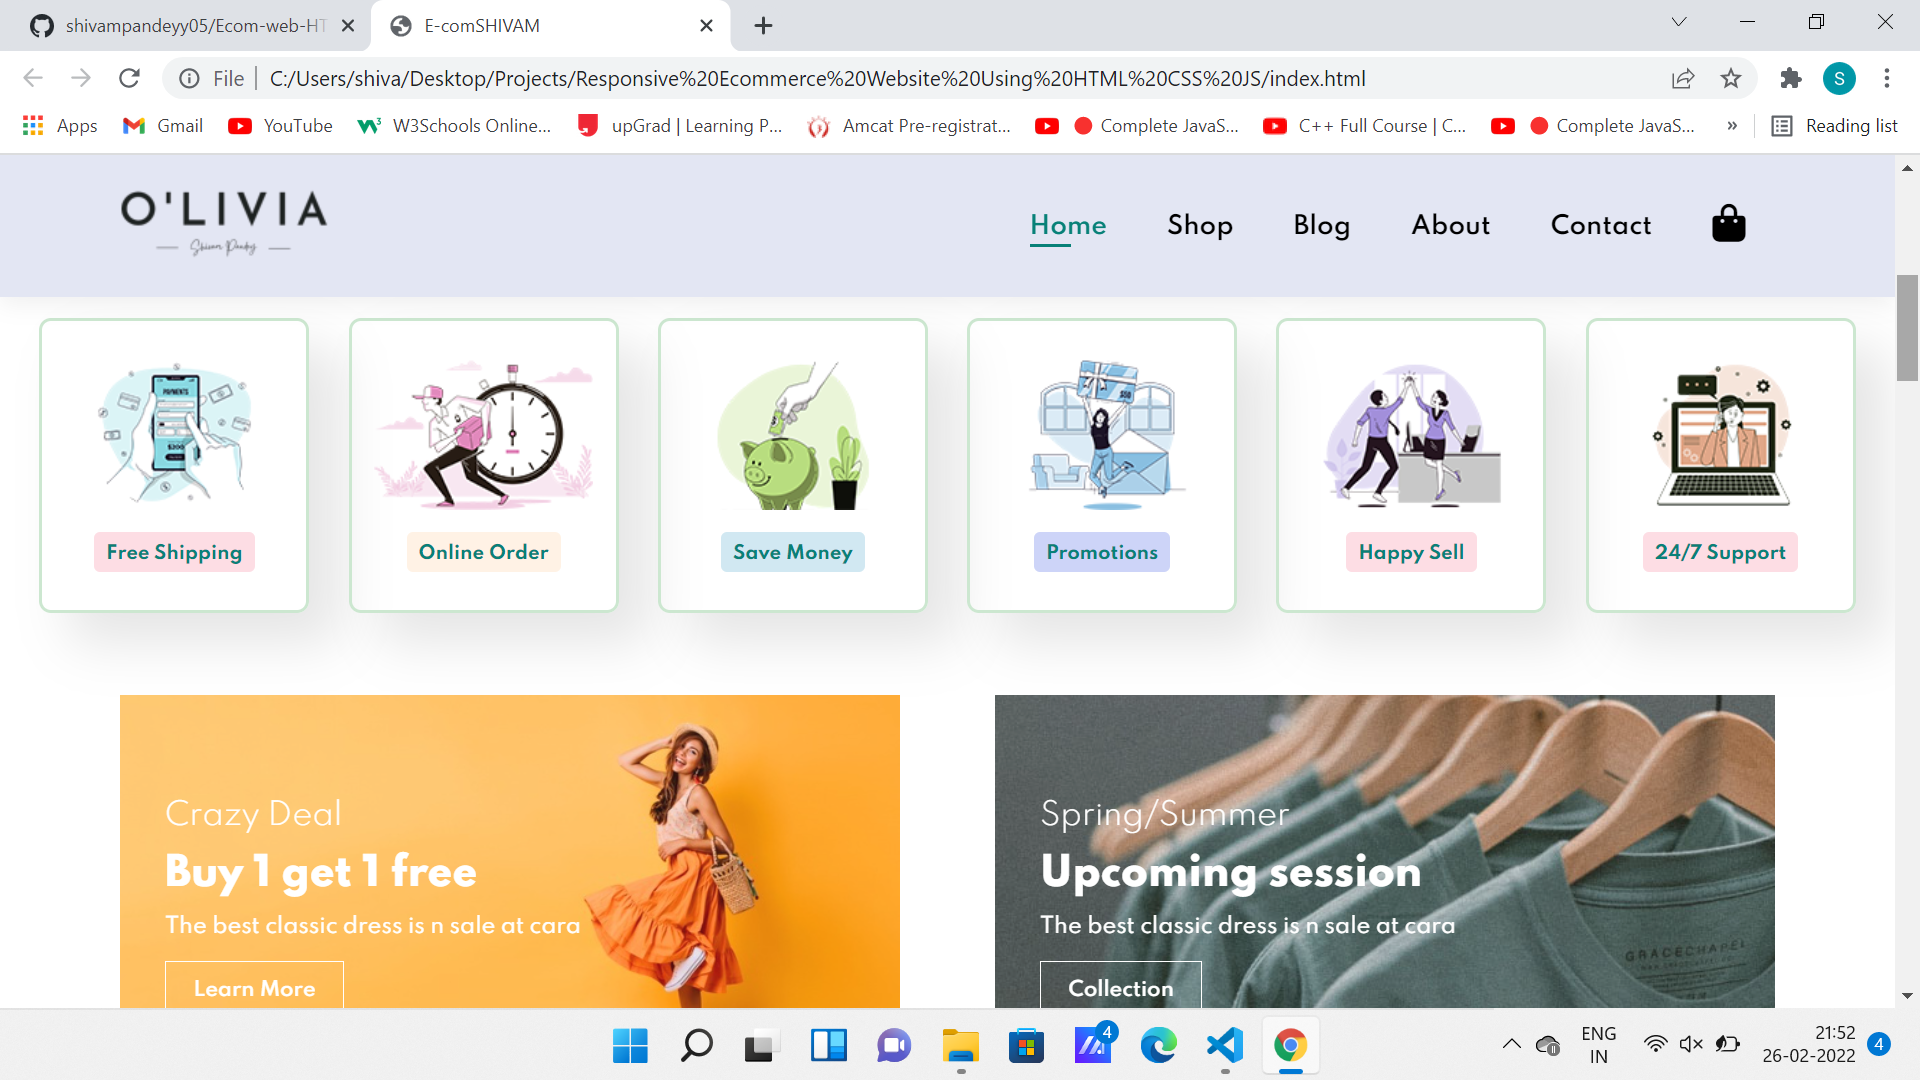 shivampandeyy05/Ecom-web-HT
E-comSHIVAM
File
C:/Users/shiva/Desktop/Projects/Responsive%20Ecommerce%20Website%20Using%20HTML%20CSS%20JS/index.html
S
Apps
Gmail
YouTube
W3Schools Online...
upGrad | Learning P...
Amcat Pre-registrat...
Complete JavaS...
C++ Full Course | C...
Complete JavaS...
»
Reading list
O'LIVIA
Shivam Pandey
Home
Shop
Blog
About
Contact
PAYMENTS
$200
$50
Free Shipping
Online Order
Save Money
Promotions
Happy Sell
24/7 Support
Crazy Deal
Buy 1 get 1 free
The best classic dress is n sale at cara
Learn More
Spring/Summer
Upcoming session
The best classic dress is n sale at cara
Collection
GRACECHAPEL
4
ENG
IN
21:52
26-02-2022
4